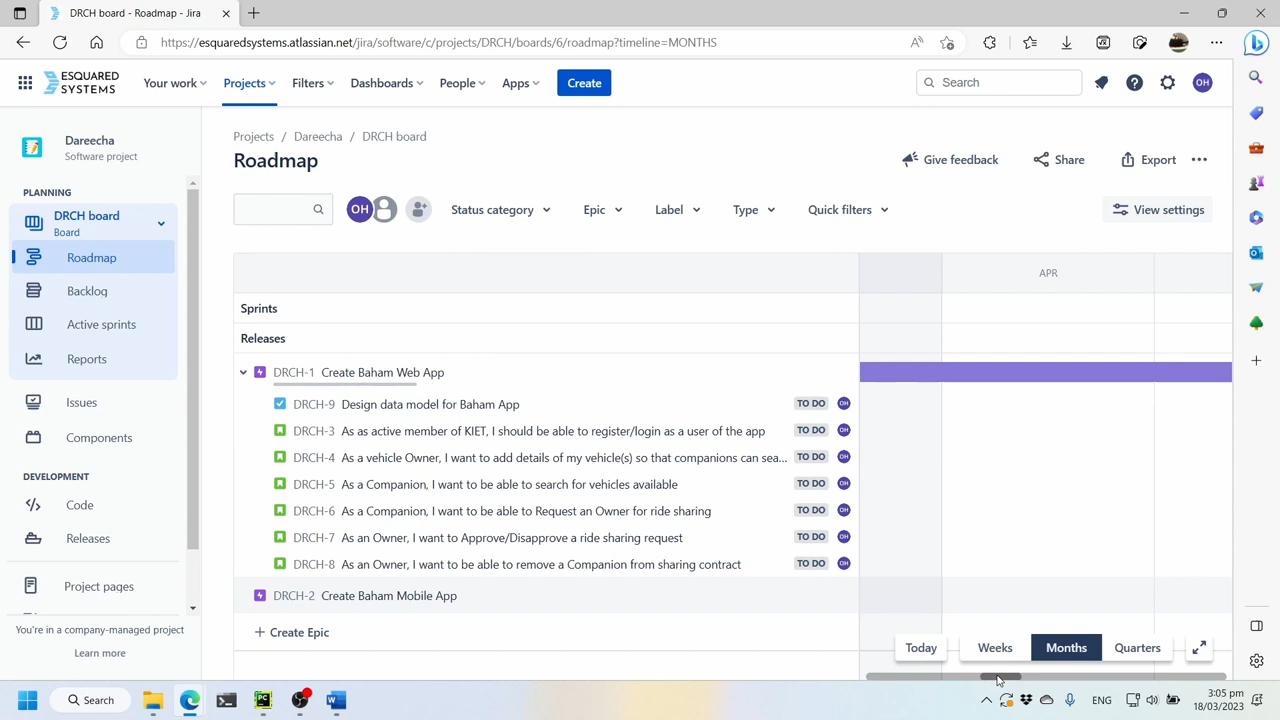 DRCH board - Roadmap - Jira
https://esquaredsystems.atlassian.net/jira/software/c/projects/DRCH/boards/6/roadmap?timeline=MONTHS
ESQUARED SYSTEMS
Your work
Projects
Filters
Dashboards
People
Apps
Create
Search
OH
Dareecha
Software project
PLANNING
DRCH board
Board
Roadmap
Backlog
Active sprints
Reports
Issues
Components
DEVELOPMENT
Code
Releases
Project pages
You're in a company-managed project
Learn more
Projects / Dareecha / DRCH board
Roadmap
Give feedback
Share
Export
OH
Status category
Epic
Label
Type
Quick filters
View settings
APR
Sprints
Releases
DRCH-1 Create Baham Web App
DRCH-9 Design data model for Baham App TO DO OH
DRCH-3 As as active member of KIET, I should be able to register/login as a user of the app TO DO OH
DRCH-4 As a vehicle Owner, I want to add details of my vehicle(s) so that companions can sea... TO DO OH
DRCH-5 As a Companion, I want to be able to search for vehicles available TO DO OH
DRCH-6 As a Companion, I want to be able to Request an Owner for ride sharing TO DO OH
DRCH-7 As an Owner, I want to Approve/Disapprove a ride sharing request TO DO OH
DRCH-8 As an Owner, I want to be able to remove a Companion from sharing contract TO DO OH
DRCH-2 Create Baham Mobile App
+ Create Epic
Today
Weeks
Months
Quarters
Search
ENG
3:05 pm
18/03/2023